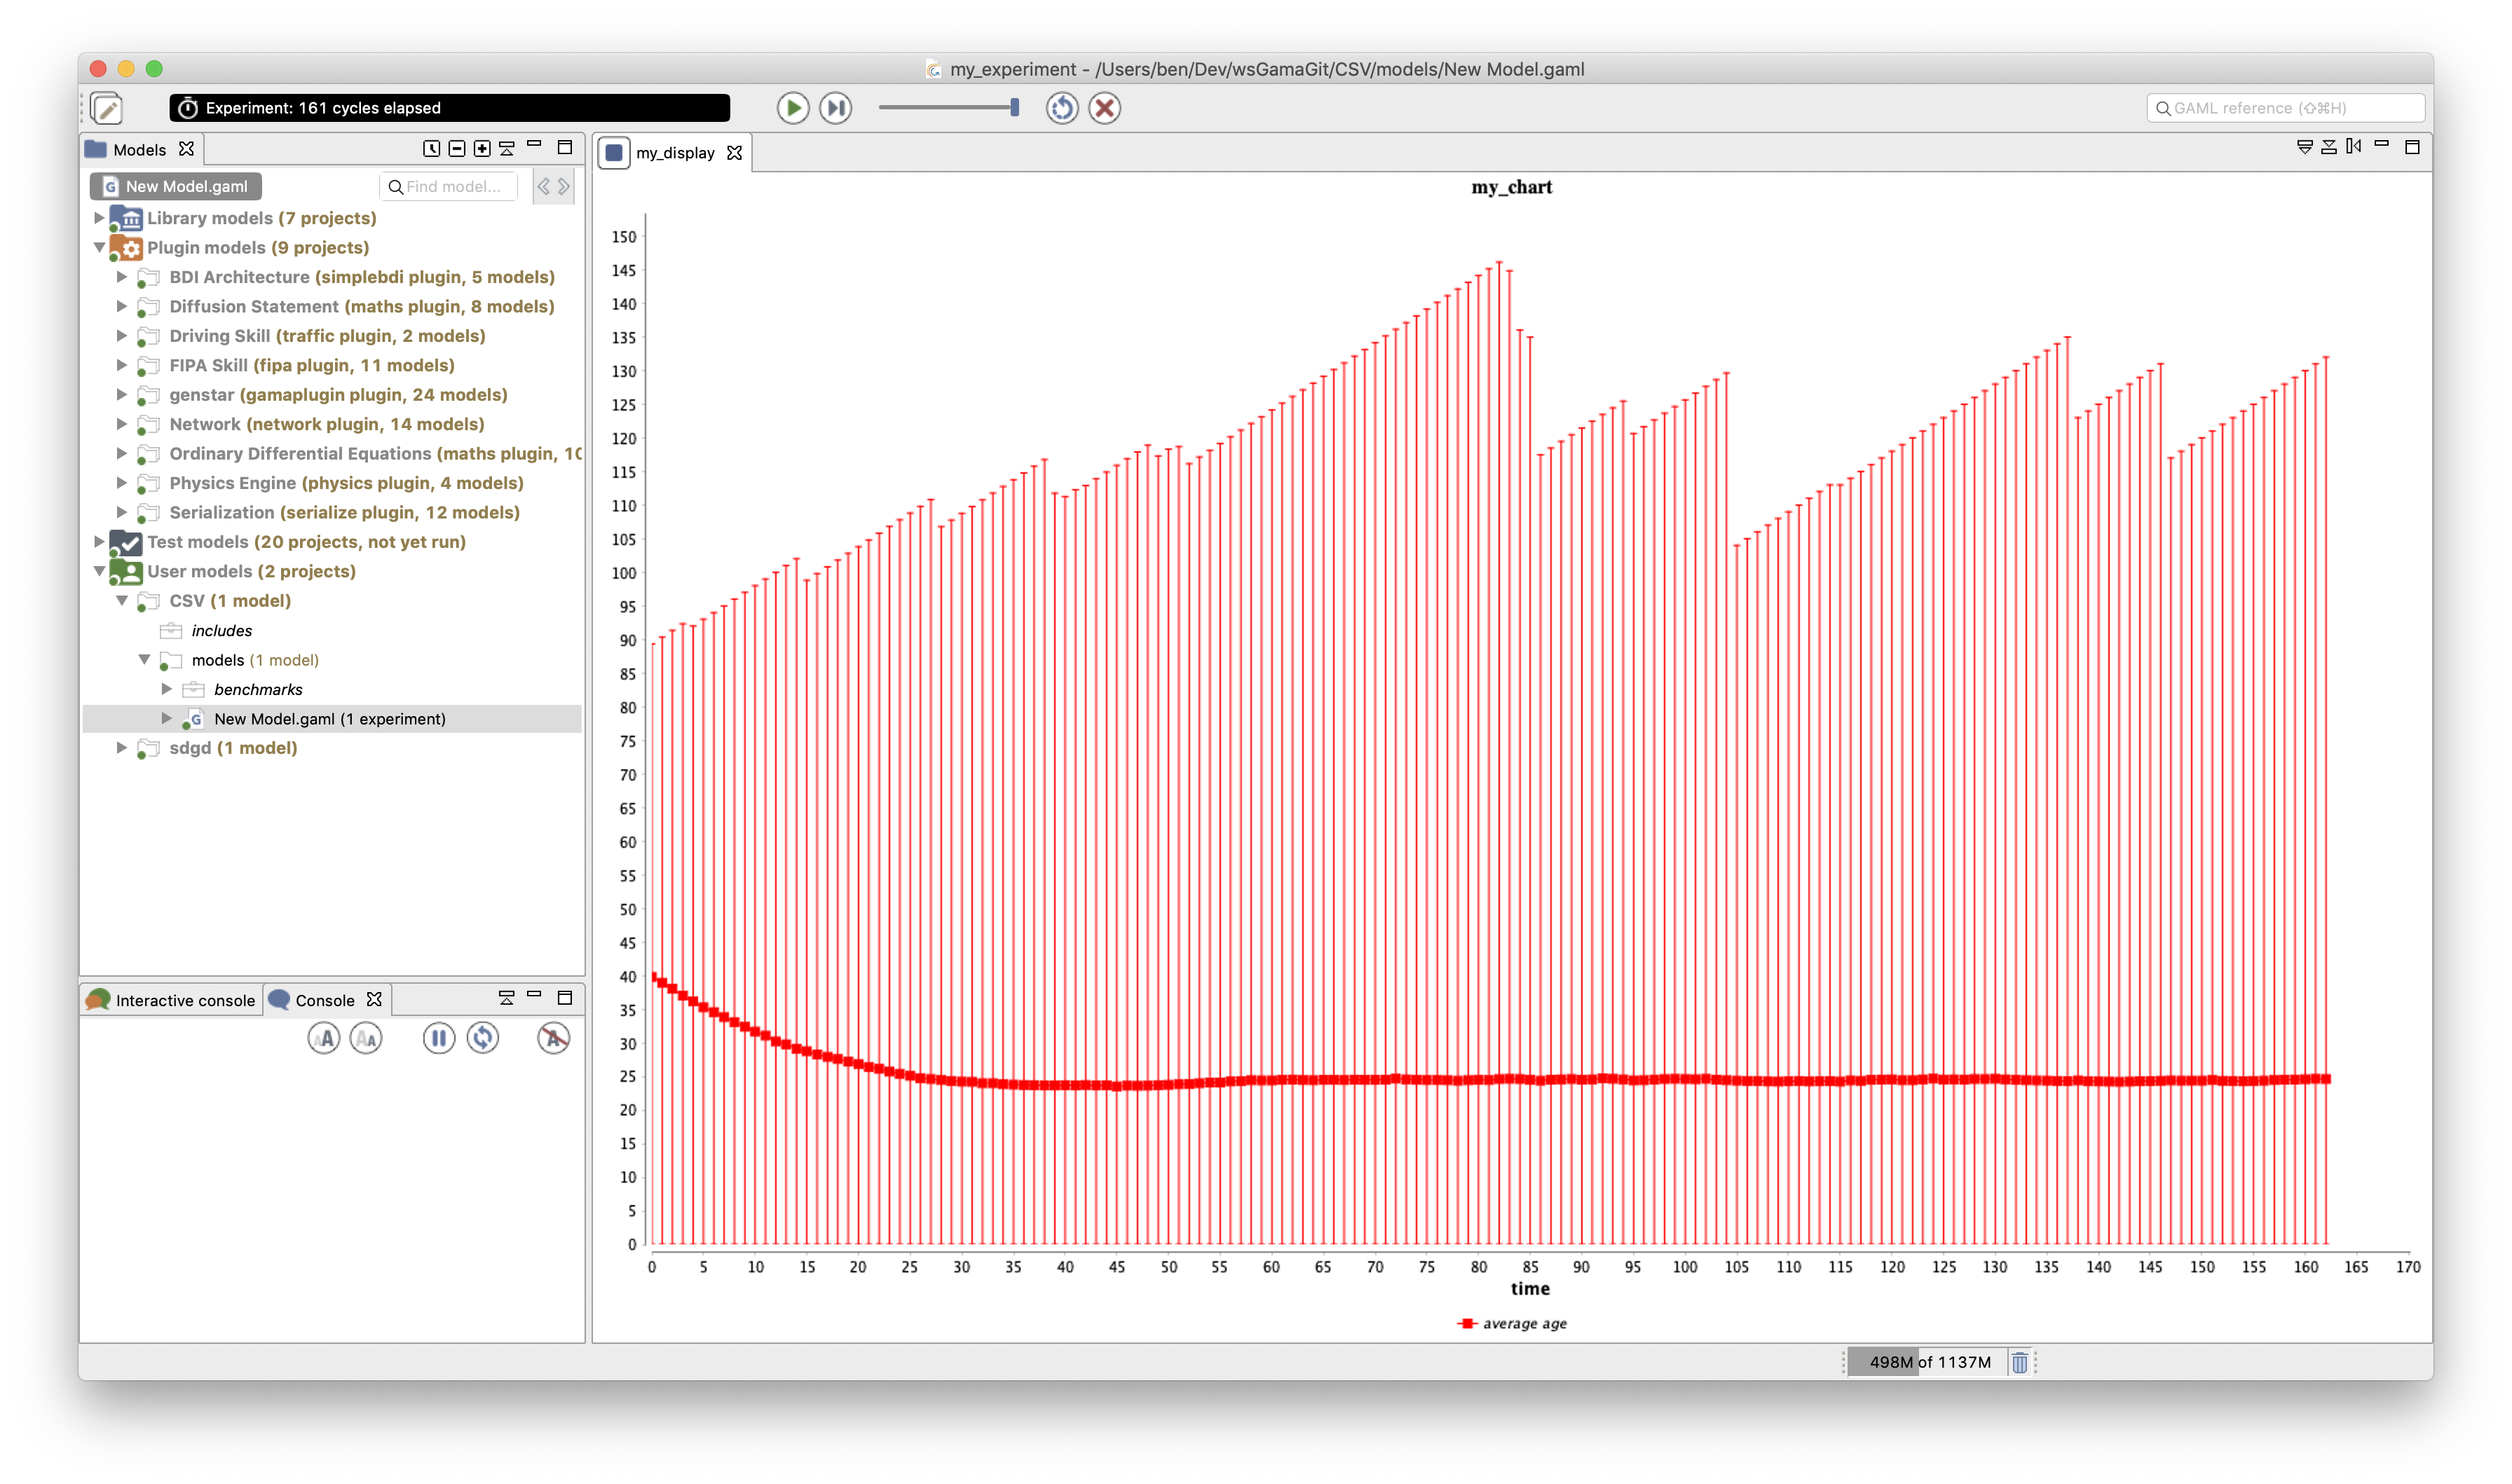 my_experiment - /Users/ben/Dev/wsGamaGit/CSV/models/New Model.gaml
Experiment: 161 cycles elapsed
GAML reference (⇧⌘H)
Models
New Model.gaml
Find model...
Library models (7 projects)
Plugin models (9 projects)
BDI Architecture (simplebdi plugin, 5 models)
Diffusion Statement (maths plugin, 8 models)
Driving Skill (traffic plugin, 2 models)
FIPA Skill (fipa plugin, 11 models)
genstar (gamaplugin plugin, 24 models)
Network (network plugin, 14 models)
Ordinary Differential Equations (maths plugin, 10
Physics Engine (physics plugin, 4 models)
Serialization (serialize plugin, 12 models)
Test models (20 projects, not yet run)
User models (2 projects)
CSV (1 model)
includes
models (1 model)
benchmarks
New Model.gaml (1 experiment)
sdgd (1 model)
Interactive console
Console
my_display
my_chart
150
145
140
135
130
125
120
115
110
105
100
95
90
85
80
75
70
65
60
55
50
45
40
35
30
25
20
15
10
5
0
0 5 10 15 20 25 30 35 40 45 50 55 60 65 70 75 80 85 90 95 100 105 110 115 120 125 130 135 140 145 150 155 160 165 170
time
average age
498M of 1137M